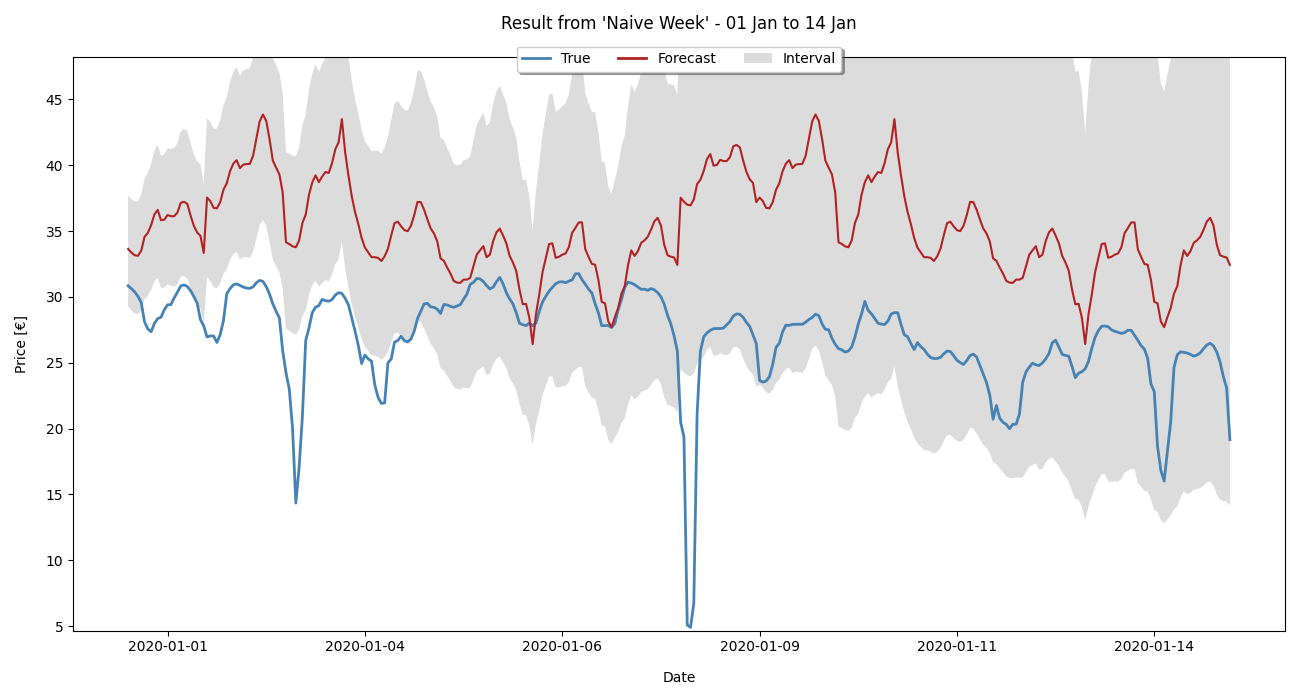 Result from 'Naive Week' - 01 Jan to 14 Jan
True Forecast Interval
Price [€]
45
40
35
30
25
20
15
10
5
2020-01-01 2020-01-04 2020-01-06 2020-01-09 2020-01-11 2020-01-14
Date